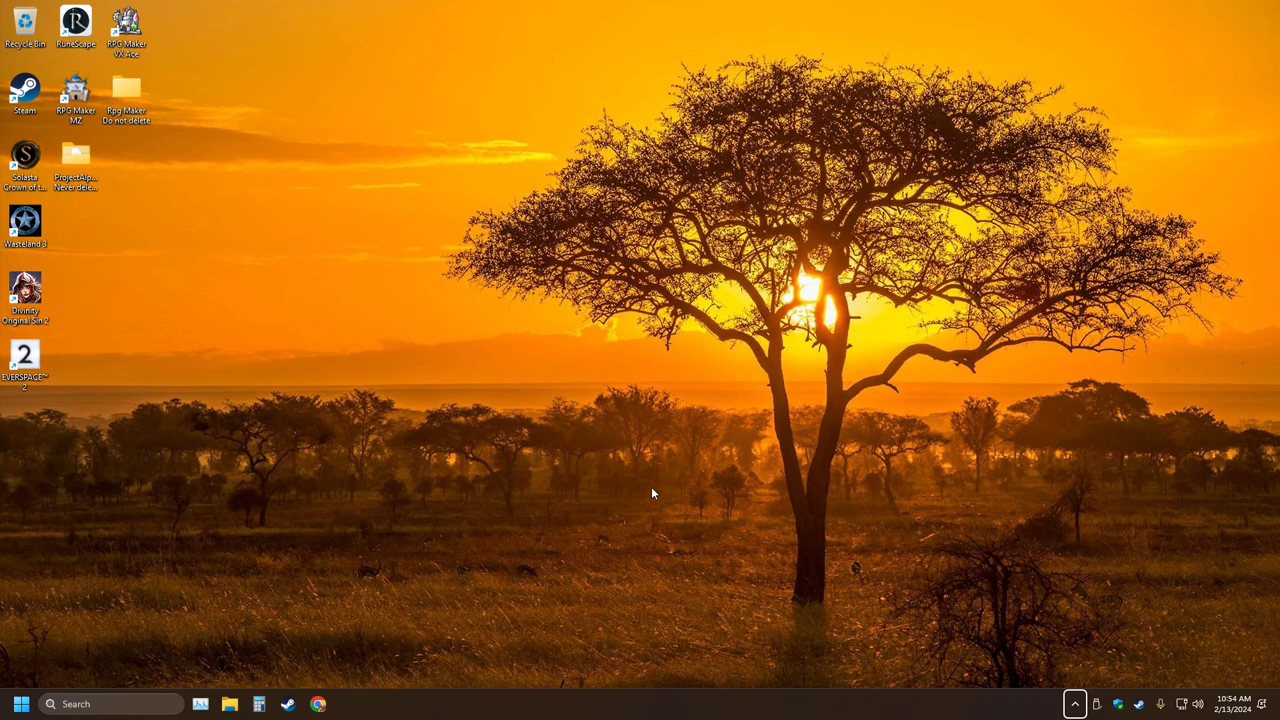 Recycle Bin
RuneScape
RPG Maker
VX Ace
Steam
RPG Maker
MZ
Rpg Maker
Do not delete
Solasta
Crown of t...
ProjectAlp...
Never dele...
Wasteland 3
Divinity
Original Sin 2
2
EVERSPACE™
2
Search
10:54 AM
2/13/2024